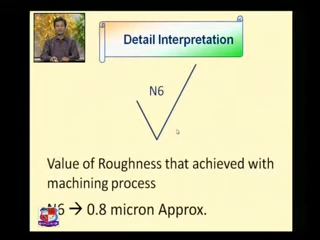 Detail Interpretation
N6
Value of Roughness that achieved with
machining process
N6 → 0.8 micron Approx.